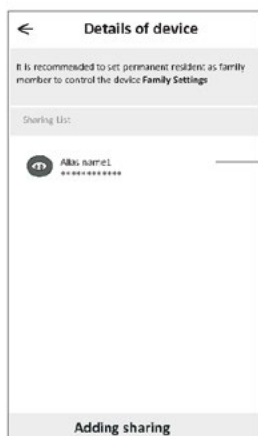 Details of device
It is recommended to set permanent resident as family
member to control the device Family Settings
Sharing List
Alias name1
************
Adding sharing